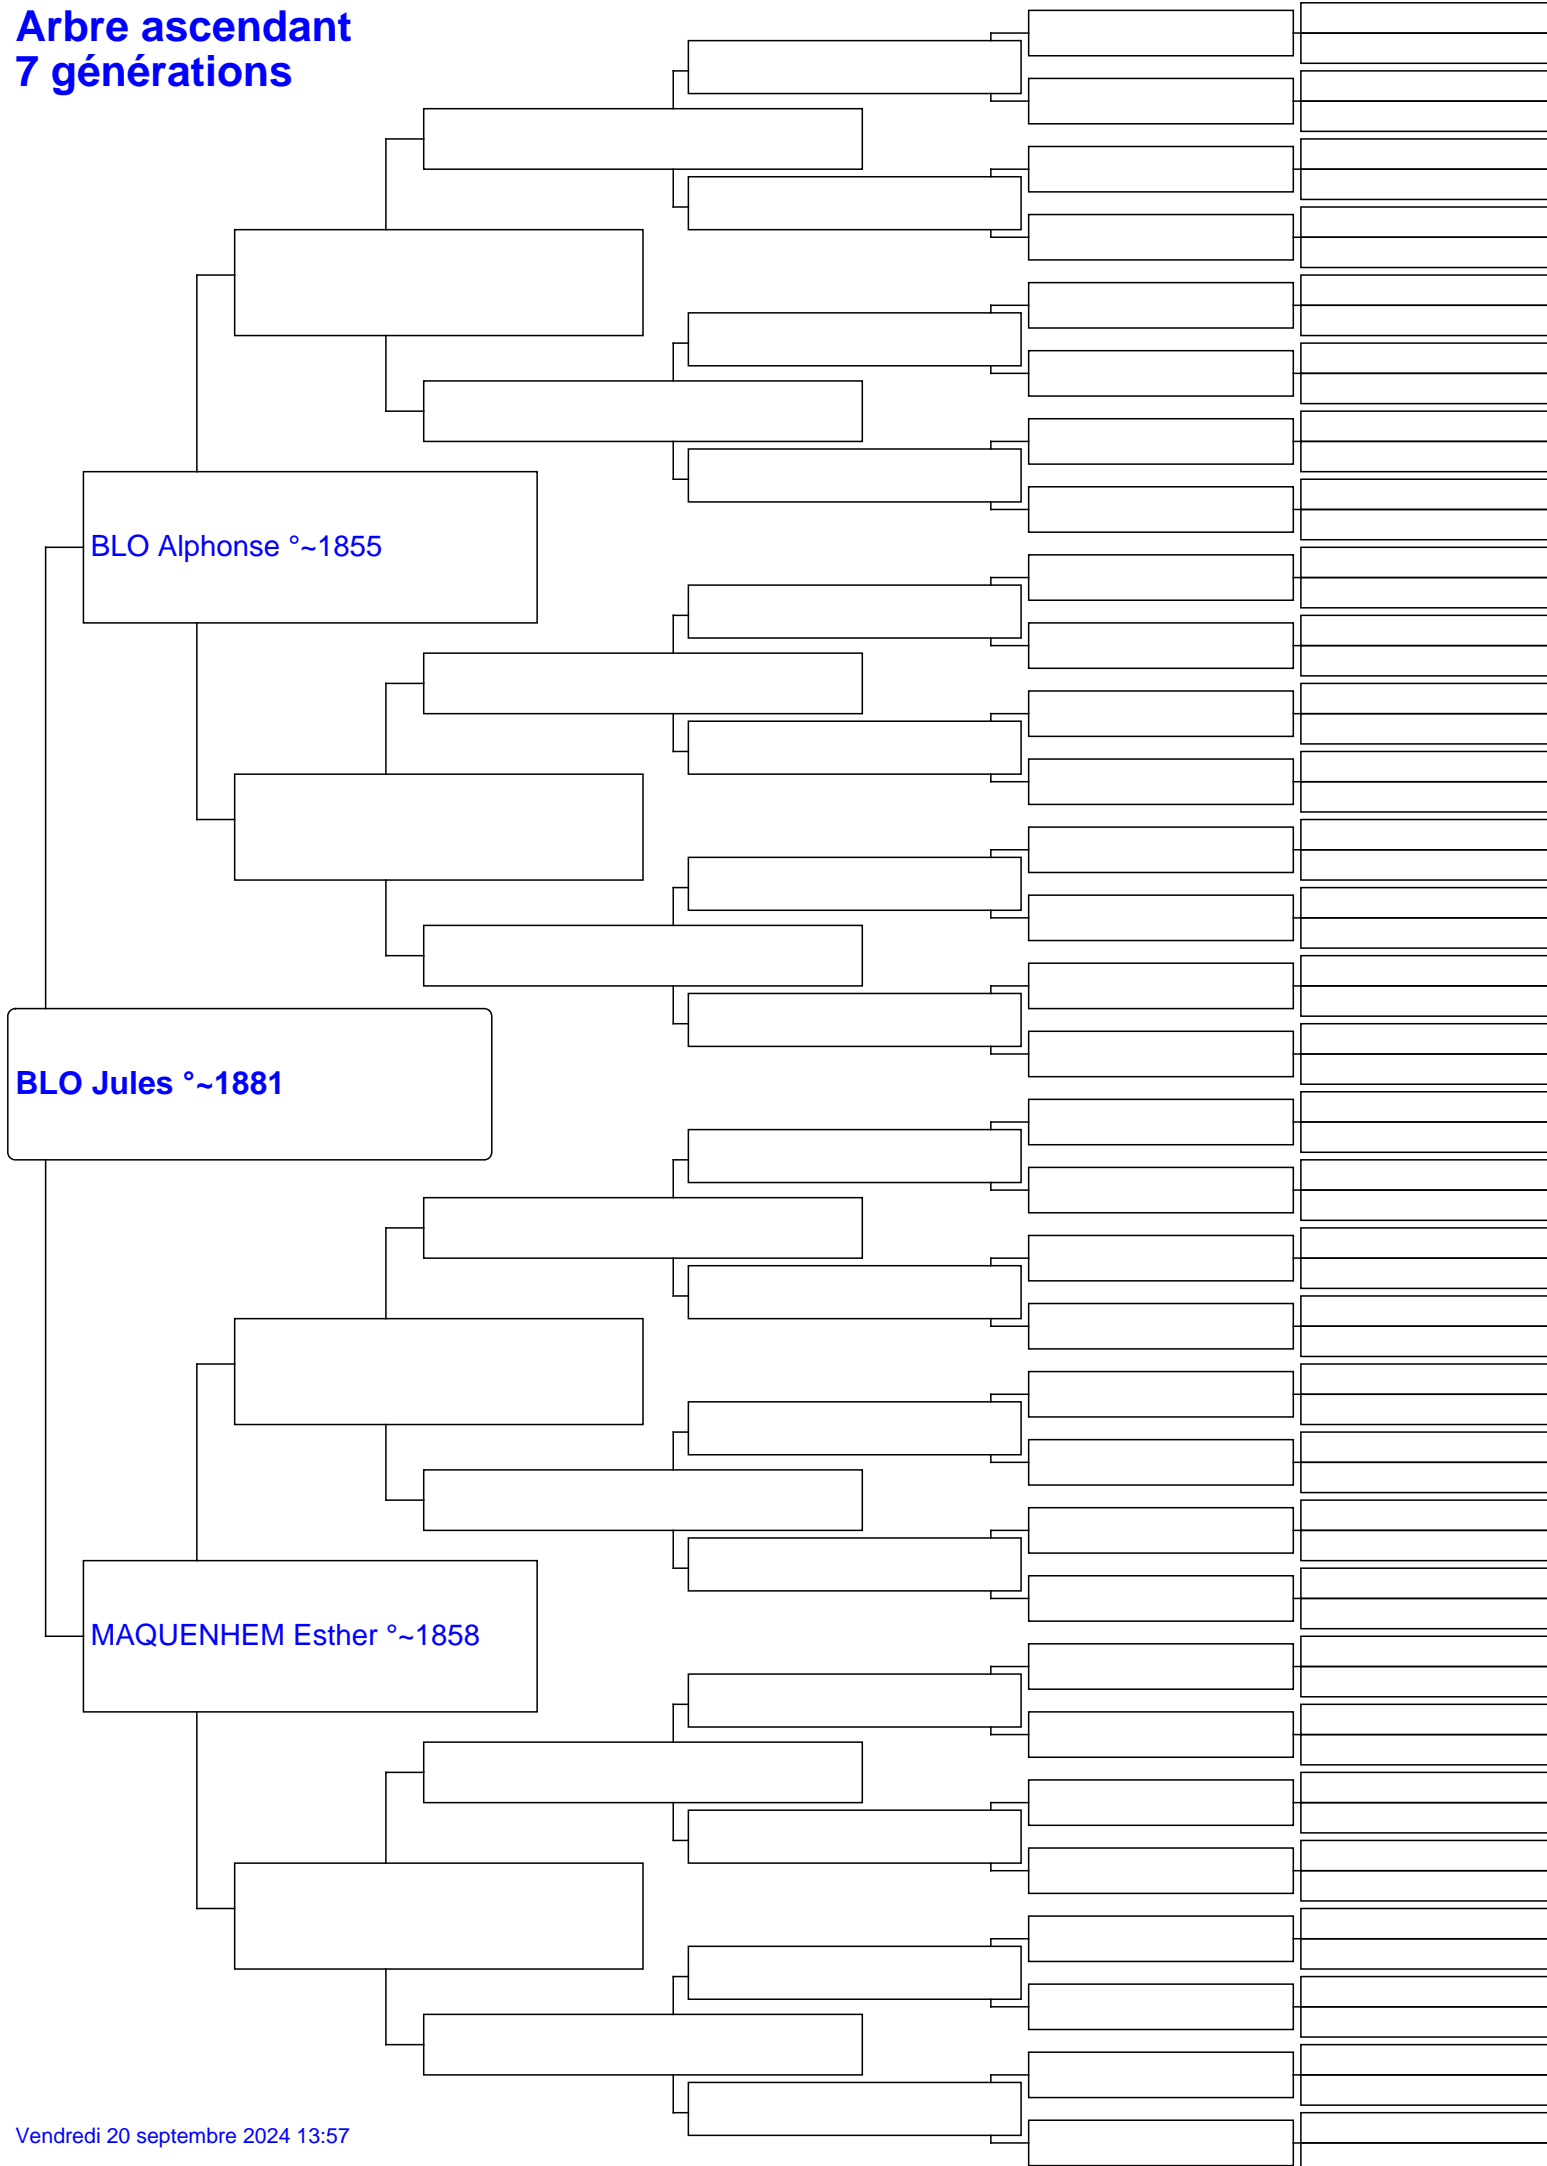 Arbre ascendant
7 générations
BLO Alphonse °~1855
BLO Jules °~1881
MAQUENHEM Esther °~1858
Vendredi 20 septembre 2024 13:57